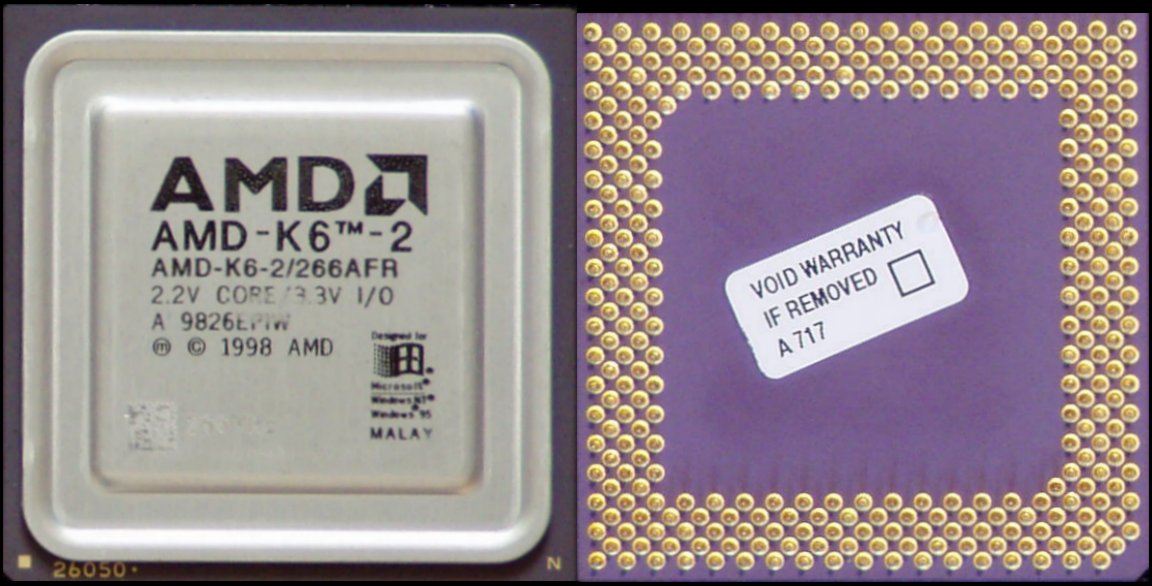 AMD
AMD-K6™-2
AMD-K6-2/266AFR
2.2V CORE/3.3V I/O
A 9826EPIW
ⓜ © 1998 AMD
Designed for
Microsoft®
Windows NT®
Windows®95
MALAY
26050
N
VOID WARRANTY
IF REMOVED
A717